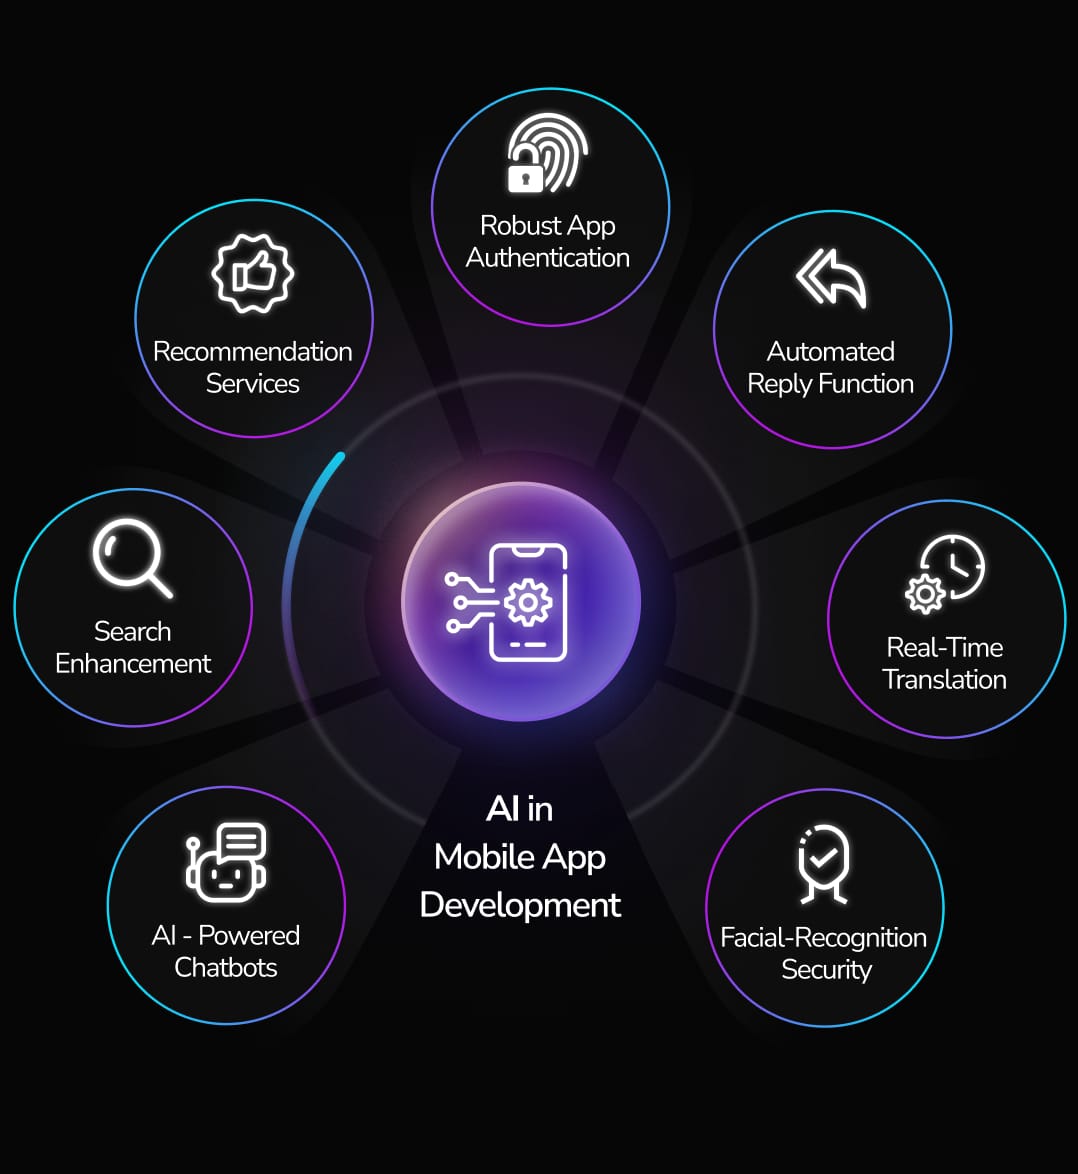 Robust App
Authentication
Recommendation
Services
Automated
Reply Function
Search
Enhancement
Real-Time
Translation
AI in
Mobile App
Development
AI - Powered
Chatbots
Facial-Recognition
Security